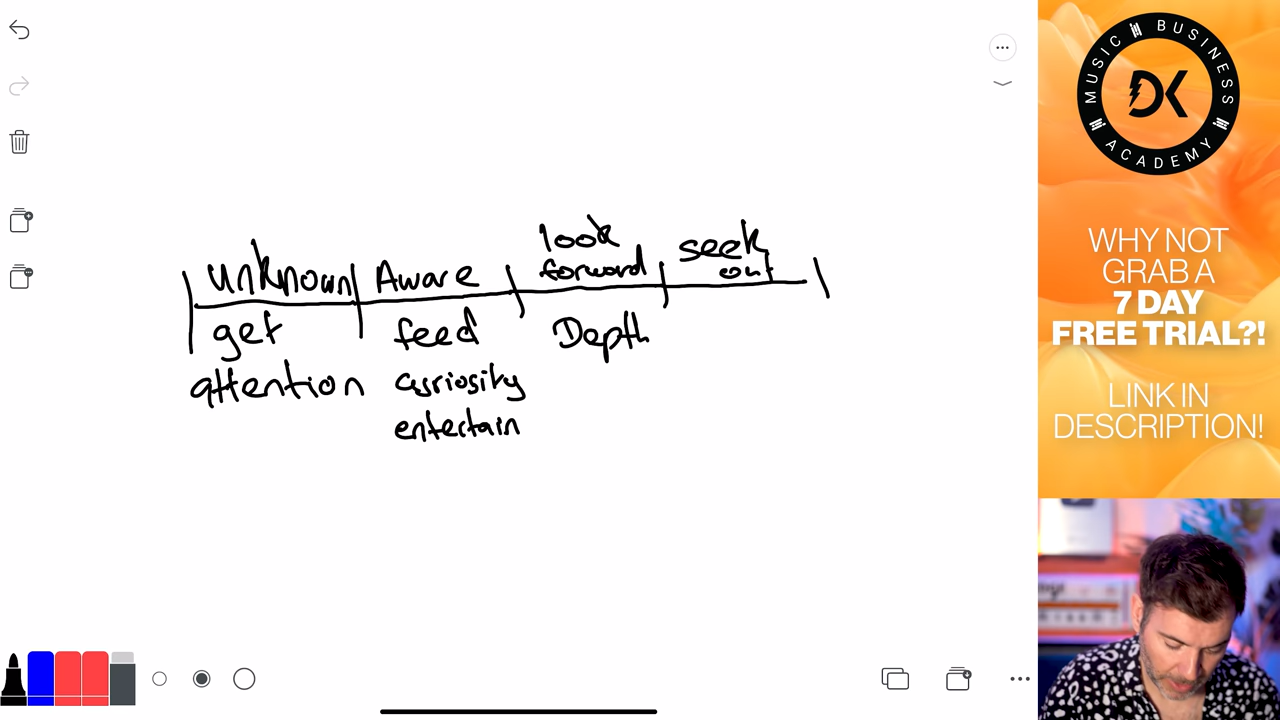 unknown
Aware
look
forward
seek
out
get
attention
feed
curiosity
entertain
Depth
MUSIC BUSINESS
ACADEMY
DK
WHY NOT
GRAB A
7 DAY
FREE TRIAL?!
LINK IN
DESCRIPTION!